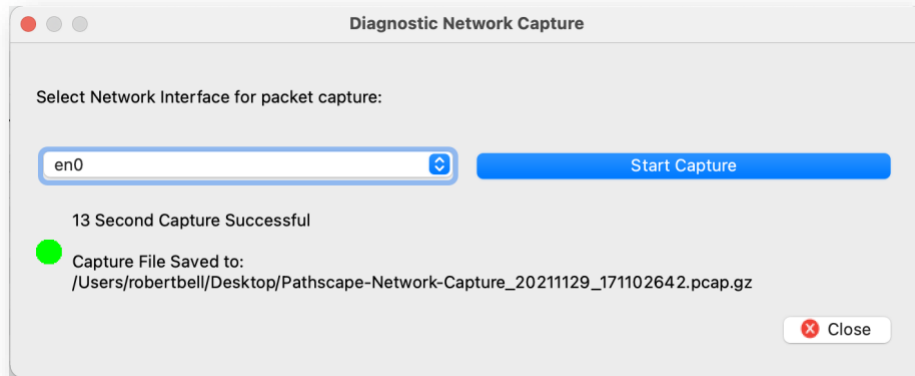 Diagnostic Network Capture
Select Network Interface for packet capture:
en0
Start Capture
13 Second Capture Successful
Capture File Saved to:
/Users/robertbell/Desktop/Pathscape-Network-Capture_20211129_171102642.pcap.gz
Close